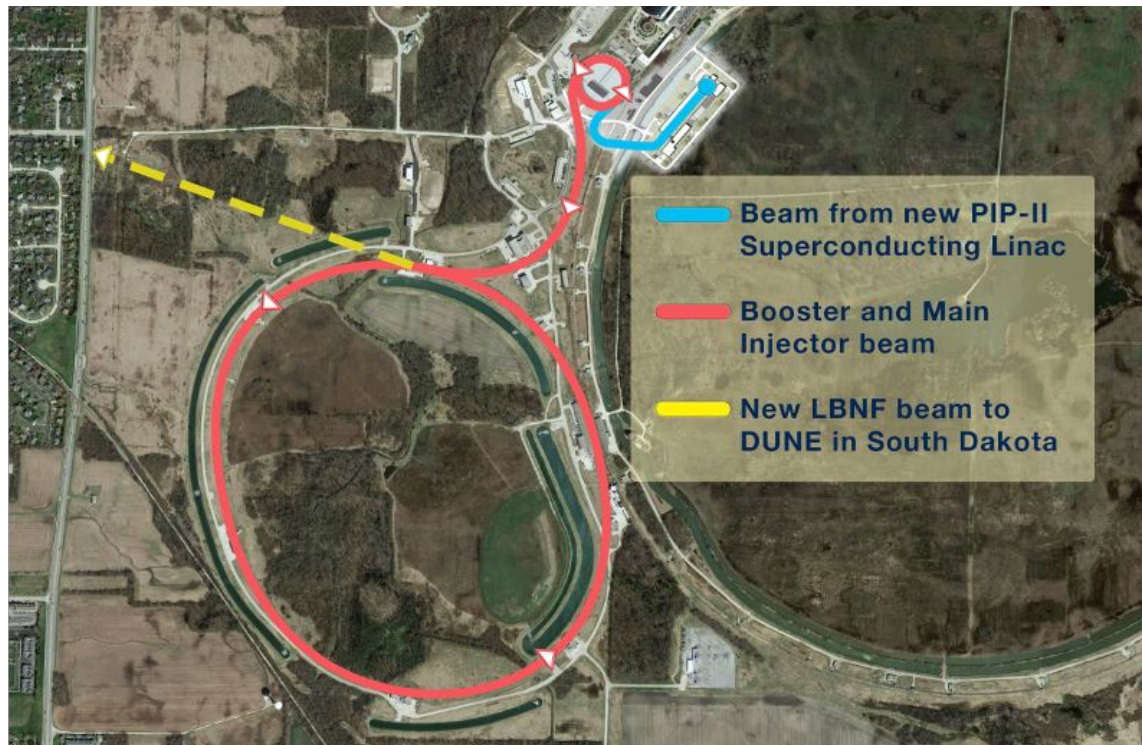 Beam from new PIP-II
Superconducting Linac
Booster and Main
Injector beam
New LBNF beam to
DUNE in South Dakota